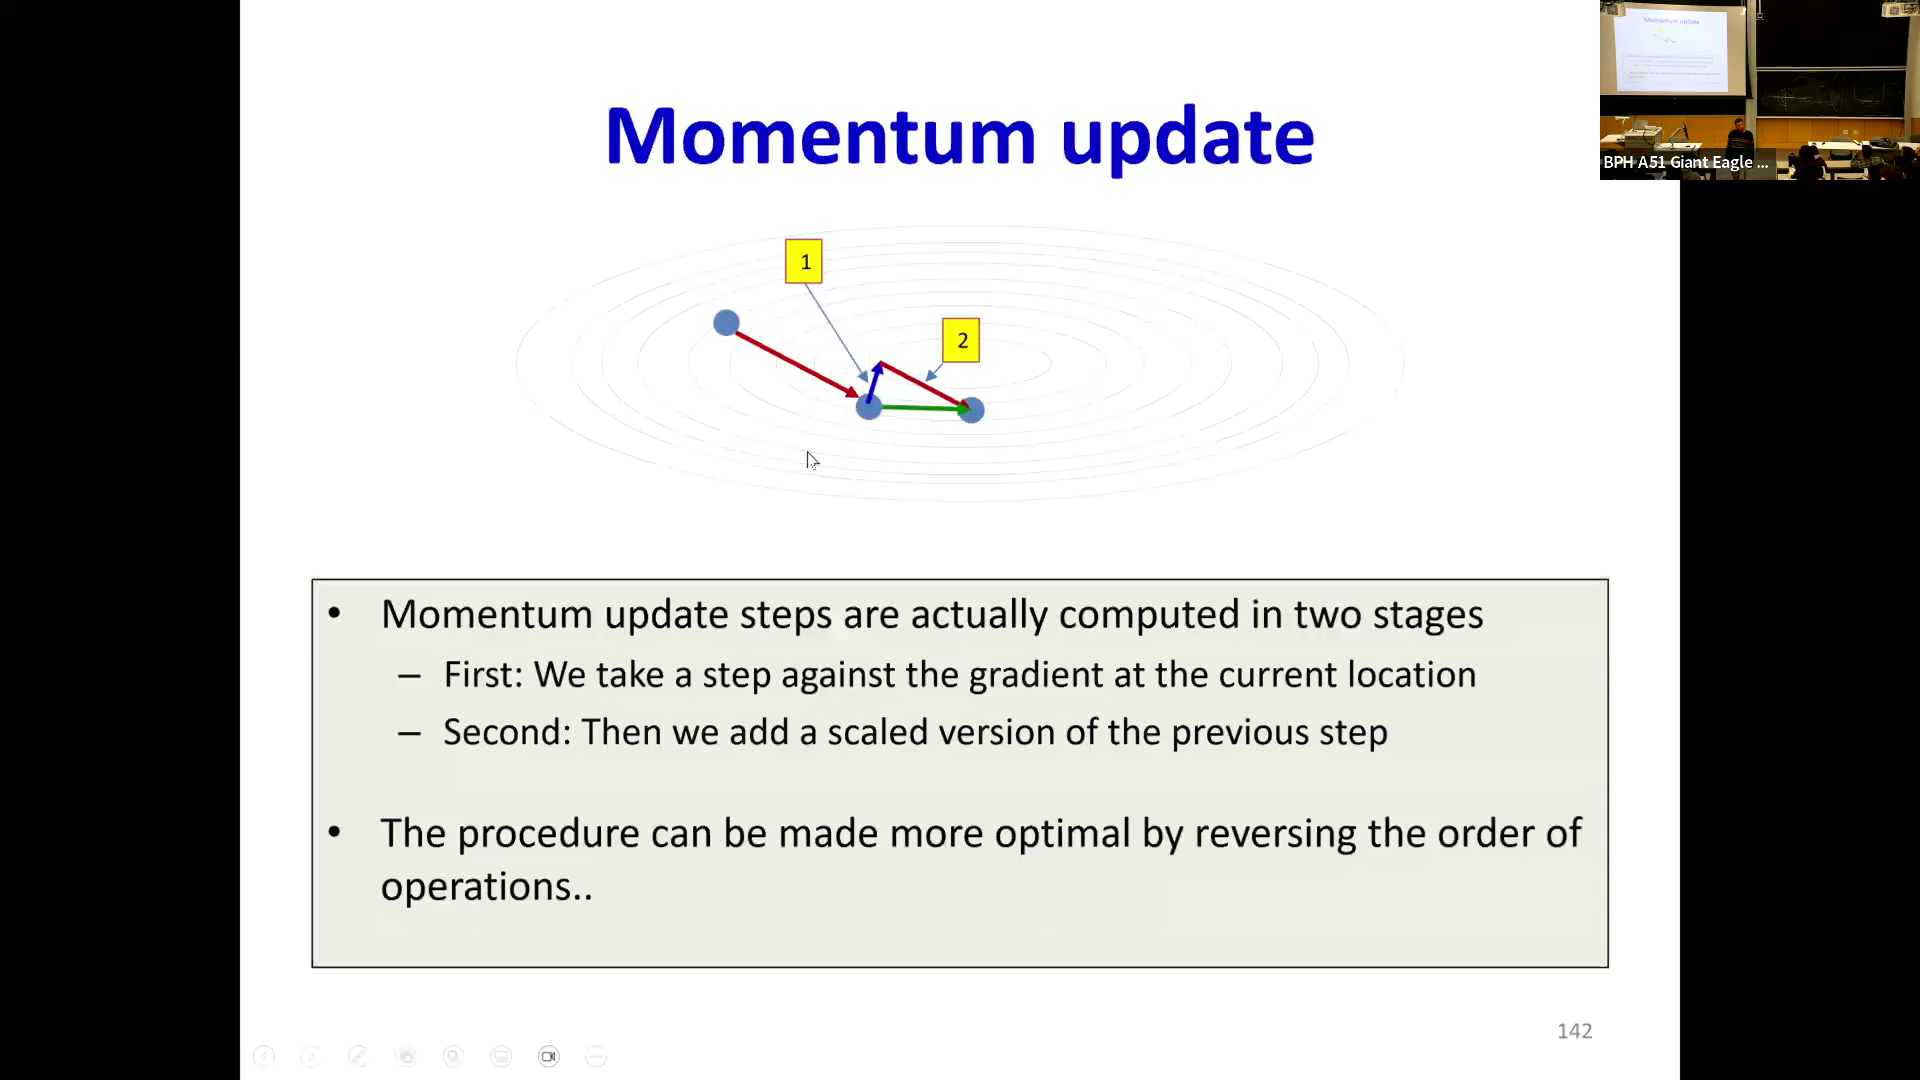 Momentum update
BPH A51 Giant Eagle ...
1
2
• Momentum update steps are actually computed in two stages
– First: We take a step against the gradient at the current location
– Second: Then we add a scaled version of the previous step
• The procedure can be made more optimal by reversing the order of
operations..
142